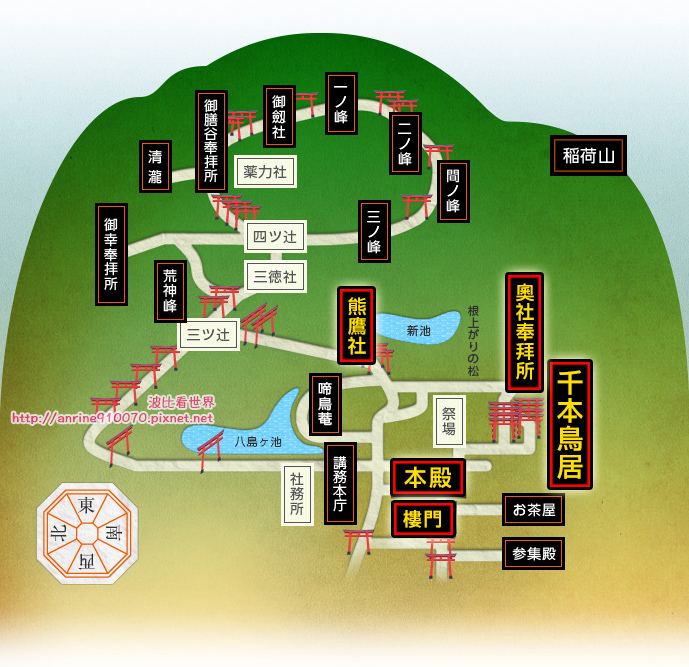 一ノ峰
御劔社
御膳谷奉拝所
二ノ峰
清瀧
薬力社
間ノ峰
稲荷山
三ノ峰
御幸奉拝所
四ツ辻
荒神峰
三徳社
三ツ辻
熊鷹社
新池
根上がりの松
奧社奉拜所
千本鳥居
波比看世界
http://anrine910070.pixnet.net
啼鳥菴
祭場
八島ヶ池
講務本庁
社務所
本殿
樓門
お茶屋
参集殿
東
北
南
西